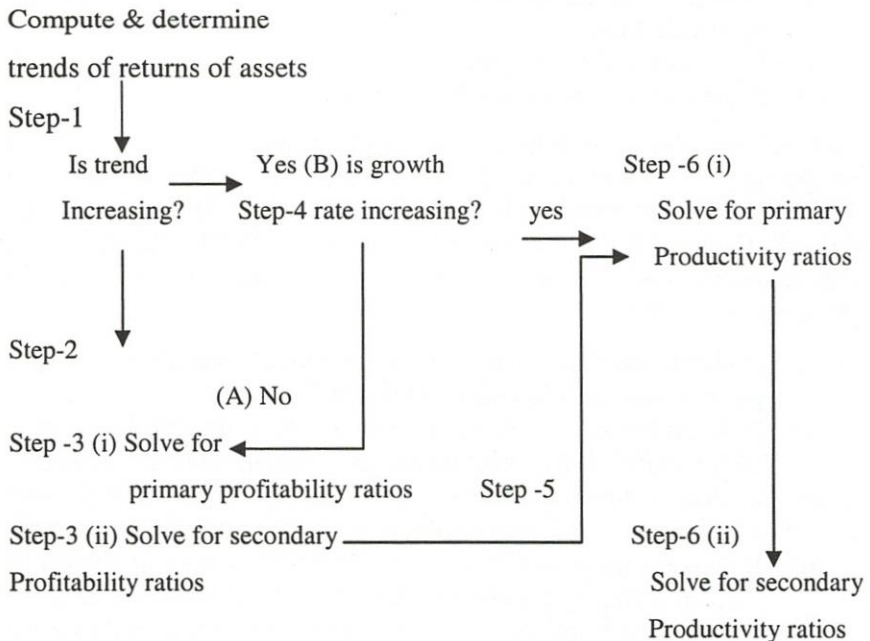 Compute & determine
trends of returns of assets
Step-1
Is trend Yes (B) is growth Step -6 (i)
Increasing? Step-4 rate increasing? yes Solve for primary
Productivity ratios
Step-2
(A) No
Step -3 (i) Solve for
primary profitability ratios Step -5
Step-3 (ii) Solve for secondary Step-6 (ii)
Profitability ratios Solve for secondary
Productivity ratios